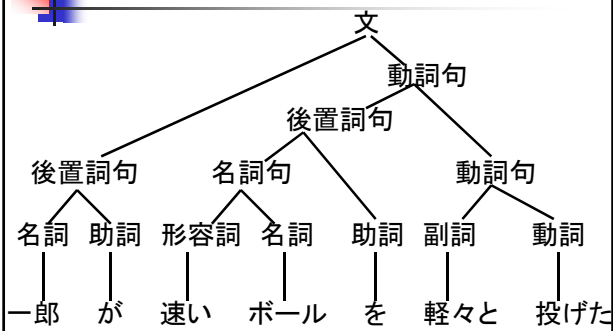 文
動詞句
後置詞句
後置詞句 名詞句 動詞句
名詞 助詞 形容詞 名詞 助詞 副詞 動詞
一郎 が 速い ボール を 軽々と 投げた